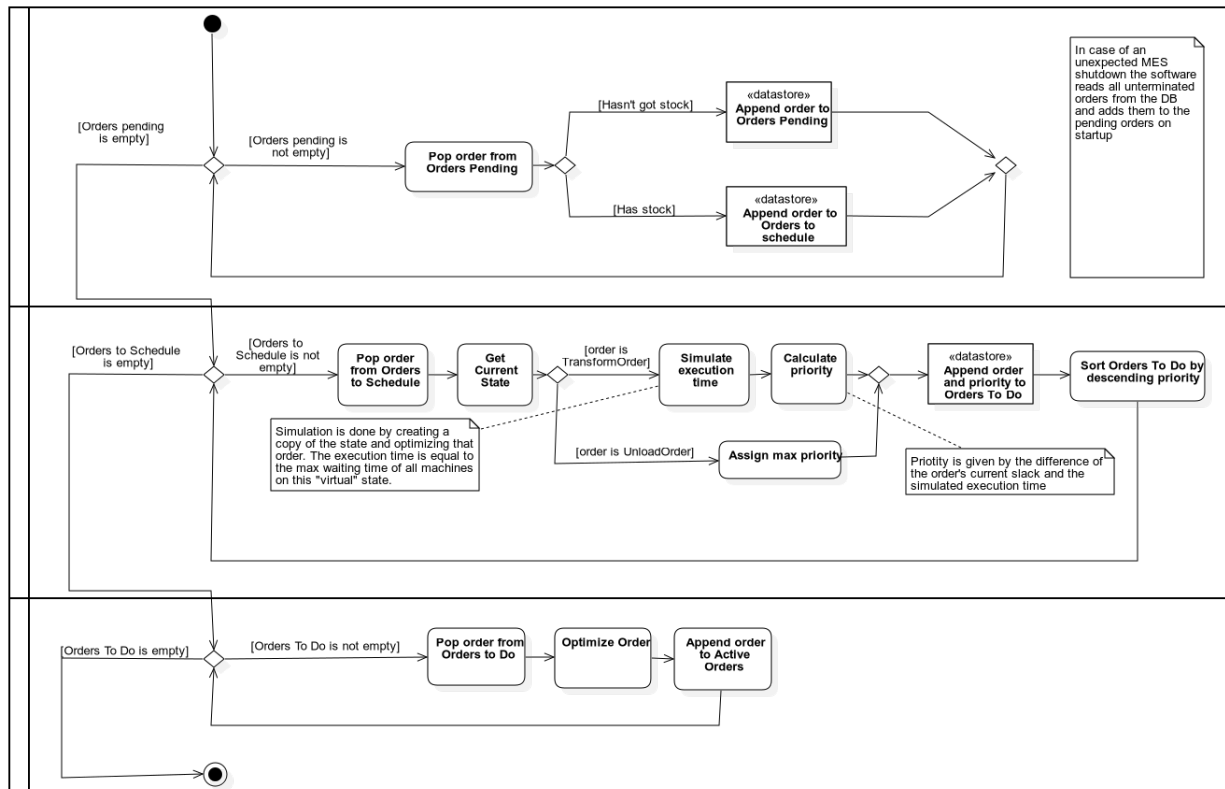 [Orders pending
is empty]
[Orders pending is
not empty]
Pop order from
Orders Pending
[Hasn't got stock]
«datastore»
Append order to
Orders Pending
[Has stock]
«datastore»
Append order to
Orders to
schedule
In case of an
unexpected MES
shutdown the software
reads all unterminated
orders from the DB
and adds them to the
pending orders on
startup
[Orders to Schedule
is empty]
[Orders to
Schedule is not
empty]
Pop order
from Orders
to Schedule
Get
Current
State
[order is
TransformOrder]
Simulate
execution
time
Calculate
priority
«datastore»
Append order
and priority to
Orders To Do
Sort Orders To Do by
descending priority
Simulation is done by creating a
copy of the state and optimizing that
order. The execution time is equal to
the max waiting time of all machines
on this "virtual" state.
[order is UnloadOrder]
Assign max priority
Priotity is given by the difference of
the order's current slack and the
simulated execution time
[Orders To Do is empty]
[Orders To Do is not empty]
Pop order from
Orders to Do
Optimize Order
Append order
to Active
Orders